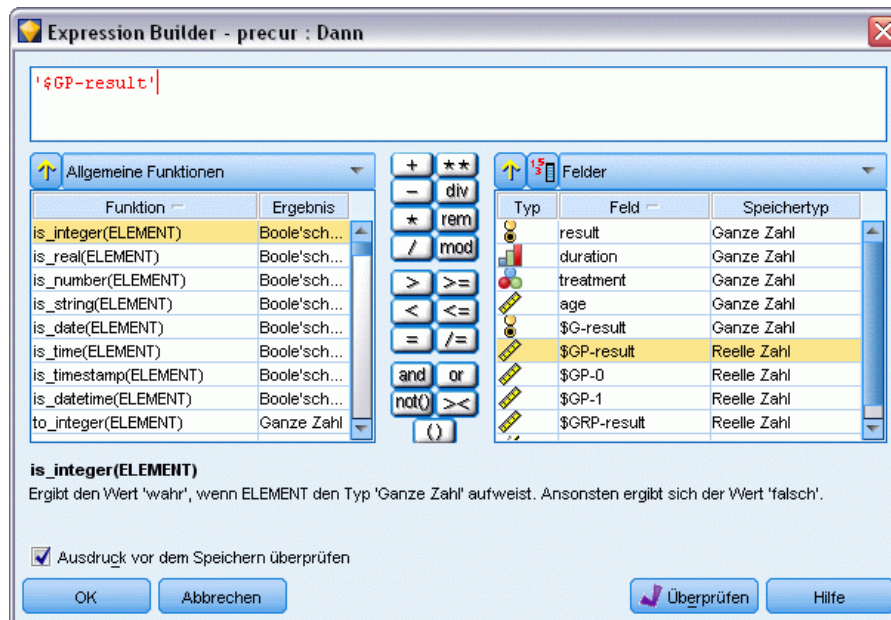 Expression Builder - precur : Dann
'$GP-result'
Allgemeine Funktionen
Funktion Ergebnis
is_integer(ELEMENT) Boole'sch...
is_real(ELEMENT) Boole'sch...
is_number(ELEMENT) Boole'sch...
is_string(ELEMENT) Boole'sch...
is_date(ELEMENT) Boole'sch...
is_time(ELEMENT) Boole'sch...
is_timestamp(ELEMENT) Boole'sch...
is_datetime(ELEMENT) Boole'sch...
to_integer(ELEMENT) Ganze Zahl
+ **
- div
* rem
/ mod
> >=
< <=
= /=
and or
not() ><
()
Felder
Typ Feld Speichertyp
result Ganze Zahl
duration Ganze Zahl
treatment Ganze Zahl
age Ganze Zahl
$G-result Ganze Zahl
$GP-result Reelle Zahl
$GP-0 Reelle Zahl
$GP-1 Reelle Zahl
$GRP-result Reelle Zahl
is_integer(ELEMENT)
Ergibt den Wert 'wahr', wenn ELEMENT den Typ 'Ganze Zahl' aufweist. Ansonsten ergibt sich der Wert 'falsch'.
Ausdruck vor dem Speichern überprüfen
OK Abbrechen Überprüfen Hilfe